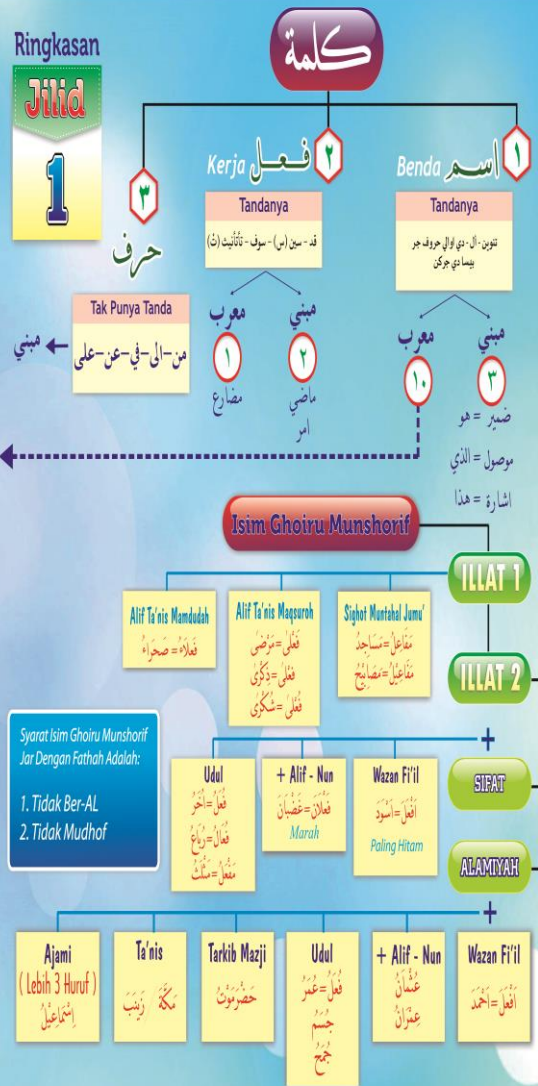 Ringkasan
Jilid
1
كلمة
١
اسم Benda
Tandanya
تنوين - ال - دي اوالي حروف جر
بيسا دي جركن
مبني
٣
ضمير = هو
موصول = الذي
اشارة = هذا
معرب
١٠
٢
فعل Kerja
Tandanya
قد - سين (س) - سوف - تاتأنيث (ث)
مبني
٢
ماضي
امر
معرب
١
مضارع
٣
حرف
Tak Punya Tanda
من-الى-في-عن-على
مبني
Isim Ghoiru Munshorif
ILLAT 1
Sighot Muntahal Jumu'
مَفَاعِلُ=مَسَاجِدُ
مَفَاعِيْلُ=مَصَابِيْحُ
Alif Ta'nis Maqsuroh
فَعْلَى=مَرْضَى
فِعْلَى=ذِكْرَى
فُعْلَى=شُكْرَى
Alif Ta'nis Mamdudah
فَعْلَاءُ=صَحْرَاءُ
ILLAT 2
Syarat Isim Ghoiru Munshorif
Jar Dengan Fathah Adalah:
1. Tidak Ber-AL
2. Tidak Mudhof
SIFAT
+
Wazan Fi'il
اَفْعَلُ=اَسْوَدُ
Paling Hitam
+ Alif - Nun
فَعْلَانُ=غَضْبَانُ
Marah
Udul
فُعَلُ=اُخَرُ
فُعَالُ=رُبَاعُ
مَفْعَلُ=مَثْلَثُ
ALAMIYAH
+
Wazan Fi'il
اَفْعَلُ=اَحْمَدُ
+ Alif - Nun
عُثْمَانُ
عِمْرَانُ
Udul
فُعَلُ=عُمَرُ
جُشَمُ
جُمَحُ
Tarkib Mazji
حَضْرَمَوْتُ
Ta'nis
مَكَّةَ / زَيْنَبَ
Ajami
( Lebih 3 Huruf )
اِسْمَاعِيْلُ